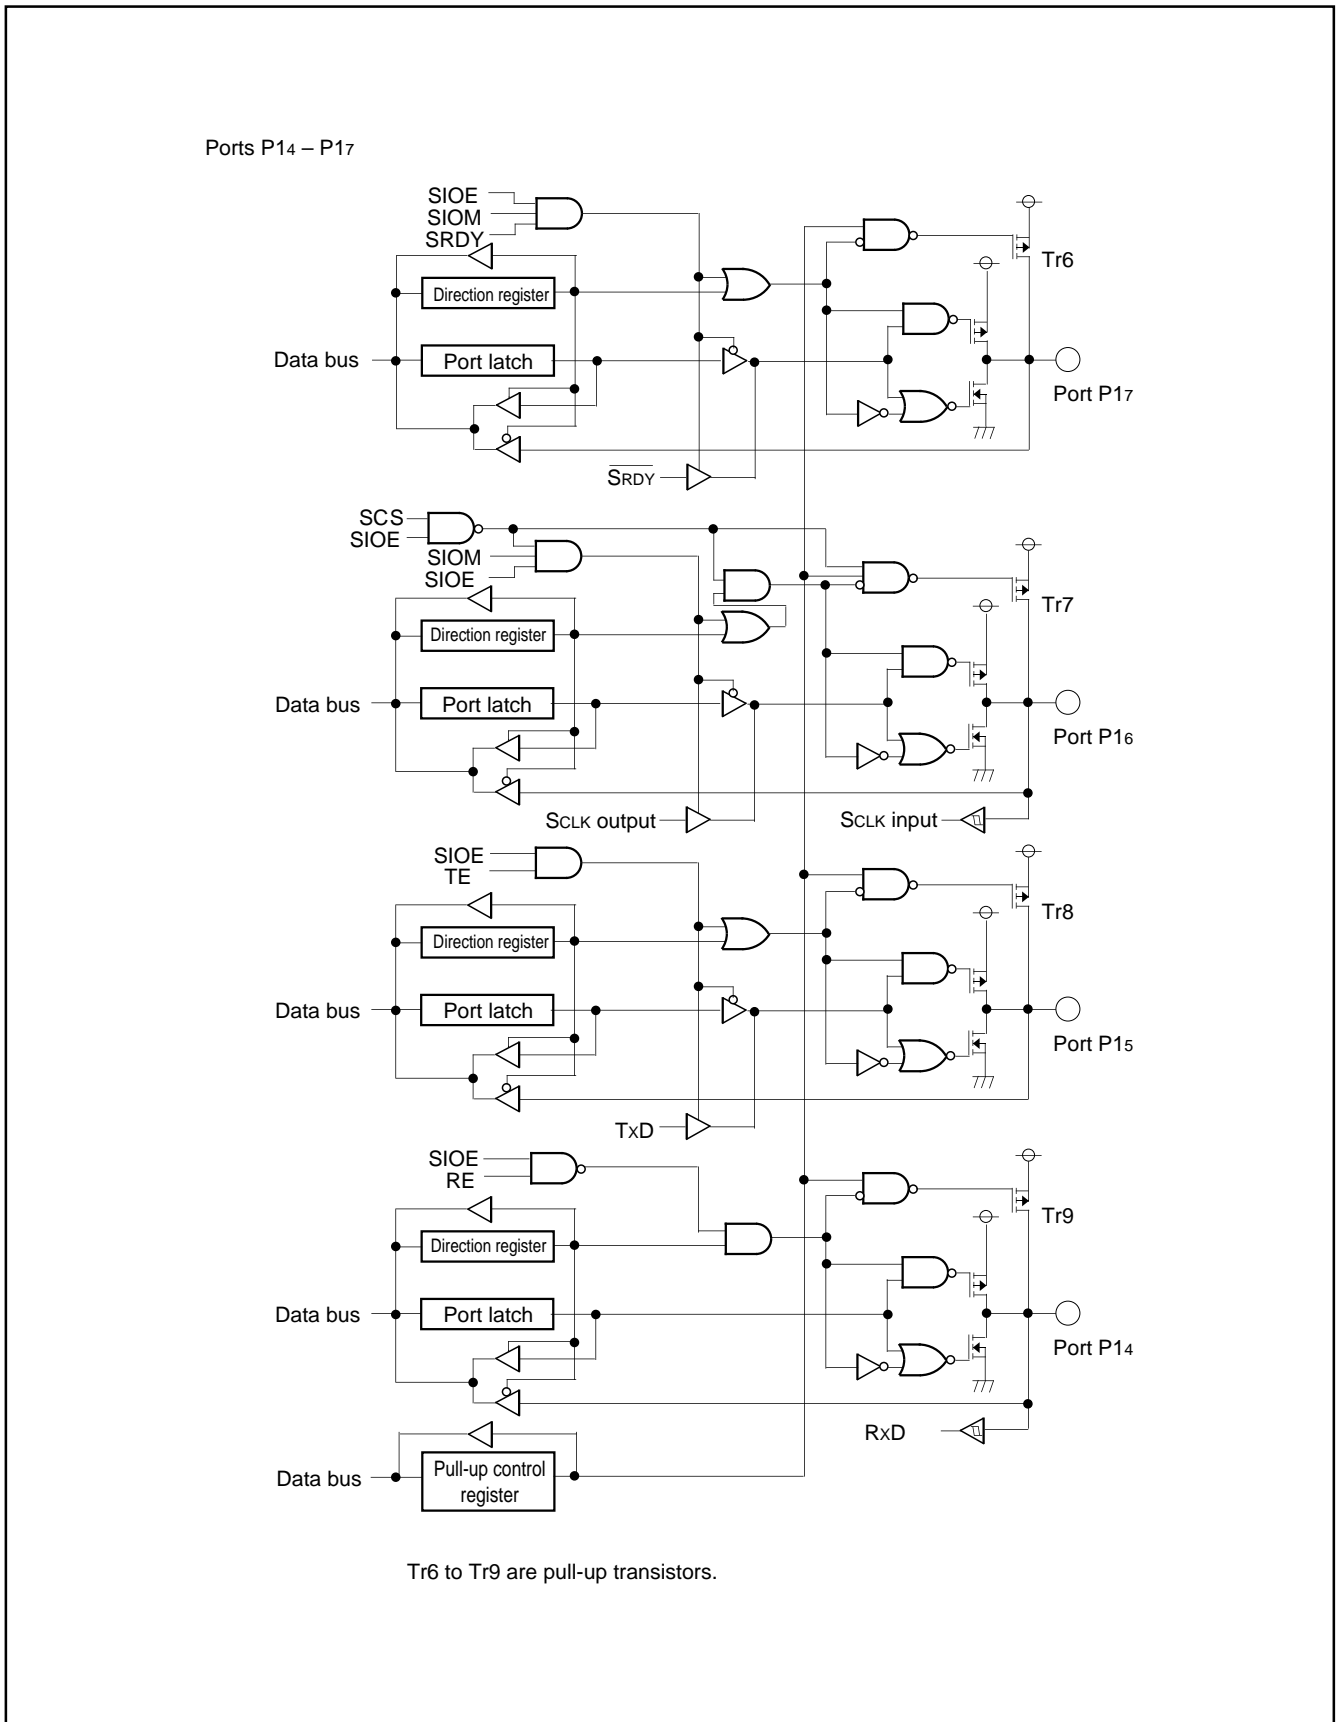 Ports P14 – P17
SIOE
SIOM
SRDY
Tr6
Direction register
Data bus
Port latch
Port P17
SRDY
SCS
SIOE
SIOM
SIOE
Tr7
Direction register
Data bus
Port latch
Port P16
SCLK output
SCLK input
SIOE
TE
Tr8
Direction register
Data bus
Port latch
Port P15
TxD
SIOE
RE
Tr9
Direction register
Data bus
Port latch
Port P14
RxD
Data bus
Pull-up control
register
Tr6 to Tr9 are pull-up transistors.